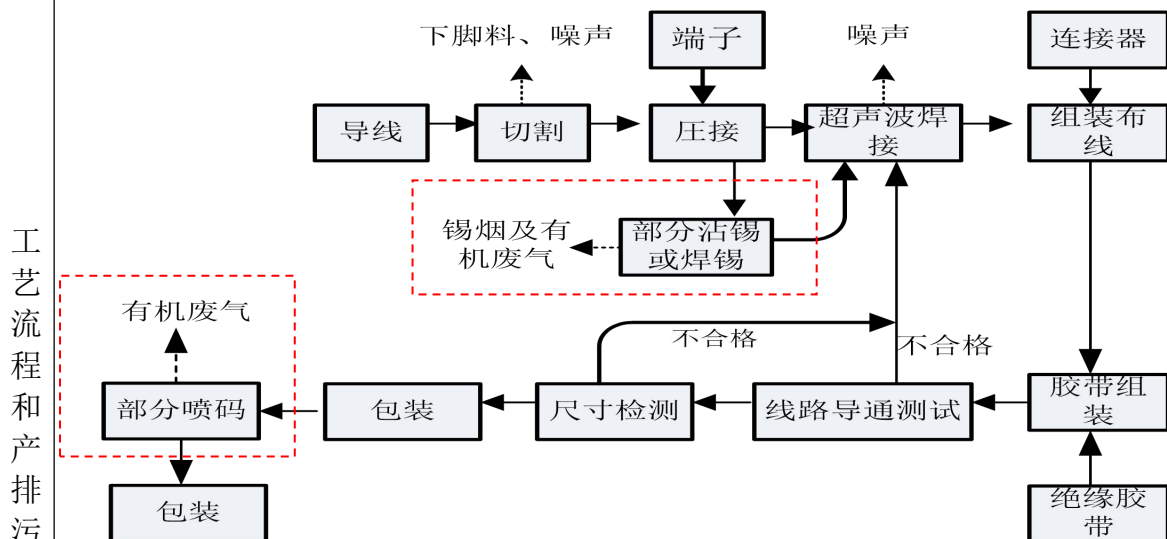 下脚料、噪声
端子
噪声
连接器
导线
切割
压接
超声波焊
接
组装布
线
锡烟及有
机废气
部分沾锡
或焊锡
有机废气
不合格
不合格
部分喷码
包装
尺寸检测
线路导通测试
胶带组
装
包装
绝缘胶
带
工
艺
流
程
和
产
排
污